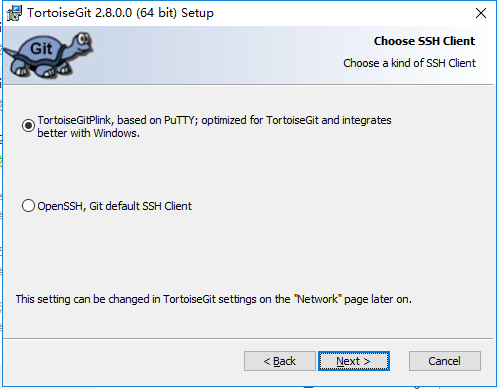 TortoiseGit 2.8.0.0 (64 bit) Setup
Git
Choose SSH Client
Choose a kind of SSH Client
TortoiseGitPlink, based on PuTTY; optimized for TortoiseGit and integrates
better with Windows.
OpenSSH, Git default SSH Client
This setting can be changed in TortoiseGit settings on the "Network" page later on.
< Back
Next >
Cancel